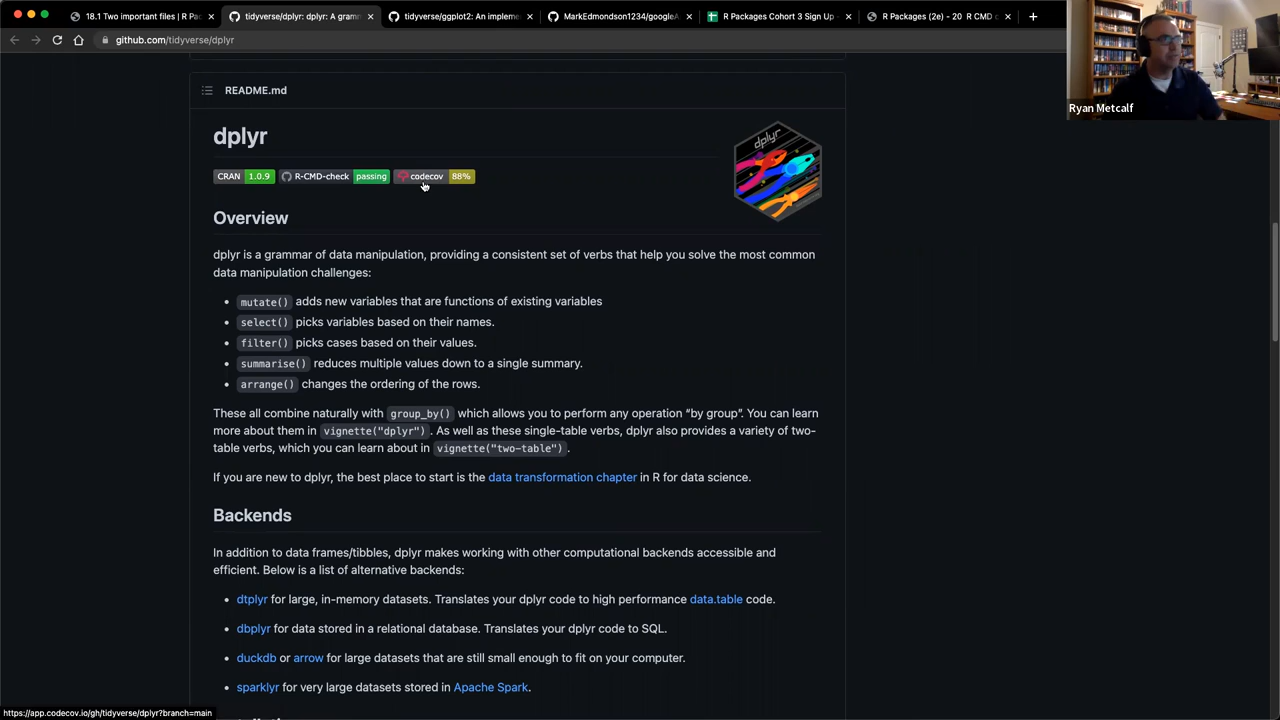 18.1 Two important files | R Pa
tidyverse/dplyr: dplyr: A gramm
tidyverse/ggplot2: An impleme
MarkEdmondson1234/googleA
R Packages Cohort 3 Sign Up -
R Packages (2e) - 20 R CMD c
github.com/tidyverse/dplyr
Ryan Metcalf
README.md
dplyr
dplyr
CRAN 1.0.9 R-CMD-check passing codecov 88%
Overview
dplyr is a grammar of data manipulation, providing a consistent set of verbs that help you solve the most common
data manipulation challenges:
• mutate() adds new variables that are functions of existing variables
• select() picks variables based on their names.
• filter() picks cases based on their values.
• summarise() reduces multiple values down to a single summary.
• arrange() changes the ordering of the rows.
These all combine naturally with group_by() which allows you to perform any operation “by group”. You can learn
more about them in vignette("dplyr") . As well as these single-table verbs, dplyr also provides a variety of two-
table verbs, which you can learn about in vignette("two-table") .
If you are new to dplyr, the best place to start is the data transformation chapter in R for data science.
Backends
In addition to data frames/tibbles, dplyr makes working with other computational backends accessible and
efficient. Below is a list of alternative backends:
• dtplyr for large, in-memory datasets. Translates your dplyr code to high performance data.table code.
• dbplyr for data stored in a relational database. Translates your dplyr code to SQL.
• duckdb or arrow for large datasets that are still small enough to fit on your computer.
• sparklyr for very large datasets stored in Apache Spark.
https://app.codecov.io/gh/tidyverse/dplyr?branch=main